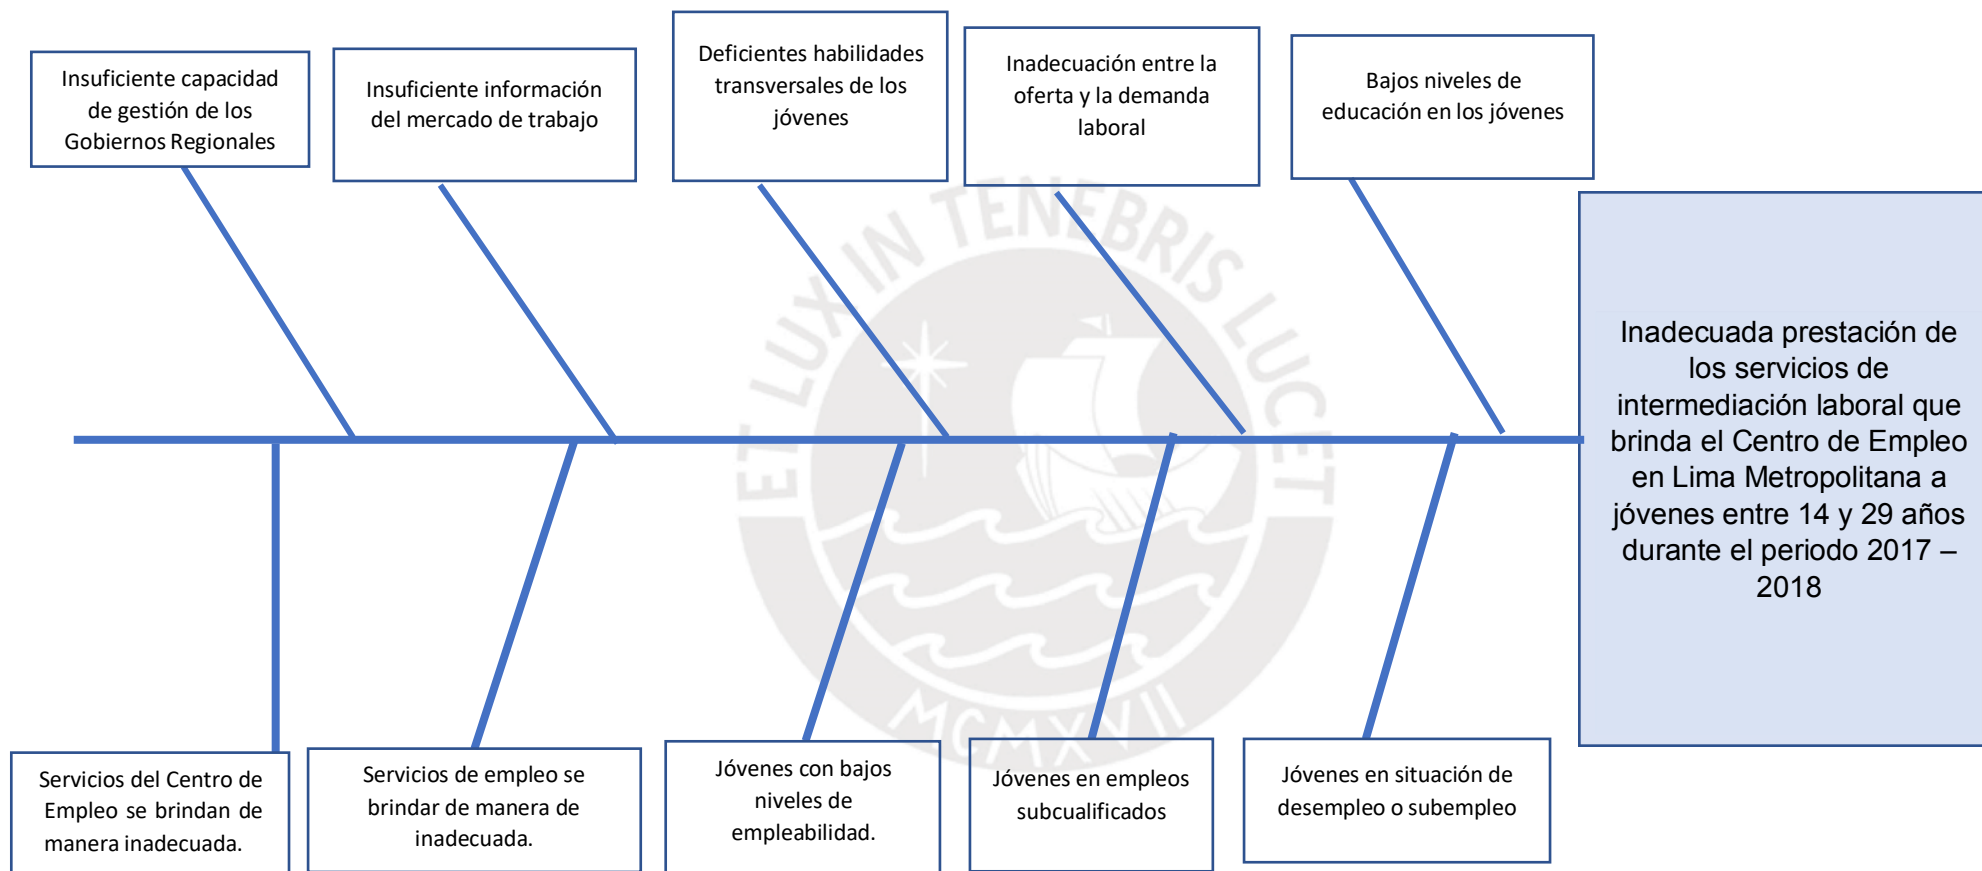 Insuficiente capacidad
de gestión de los
Gobiernos Regionales
Insuficiente información
del mercado de trabajo
Deficientes habilidades
transversales de los
jóvenes
Inadecuación entre la
oferta y la demanda
laboral
Bajos niveles de
educación en los jóvenes
Inadecuada prestación de
los servicios de
intermediación laboral que
brinda el Centro de Empleo
en Lima Metropolitana a
jóvenes entre 14 y 29 años
durante el periodo 2017 –
2018
Servicios del Centro de
Empleo se brindan de
manera inadecuada.
Servicios de empleo se
brindar de manera de
inadecuada.
Jóvenes con bajos
niveles de
empleabilidad.
Jóvenes en empleos
subcualificados
Jóvenes en situación de
desempleo o subempleo
ET LUX IN TENEBRIS LUCET
MCMXVII